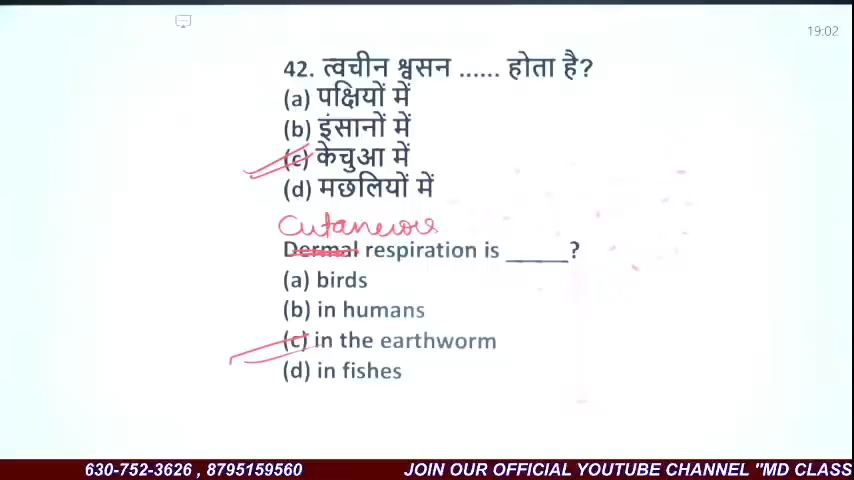 19:02
42. त्वचीन श्वसन ...... होता है?
(a) पक्षियों में
(b) इंसानों में
(c) केचुआ में
(d) मछलियों में
Cutaneous
Dermal respiration is _____?
(a) birds
(b) in humans
(c) in the earthworm
(d) in fishes
630-752-3626 , 8795159560 JOIN OUR OFFICIAL YOUTUBE CHANNEL "MD CLASS